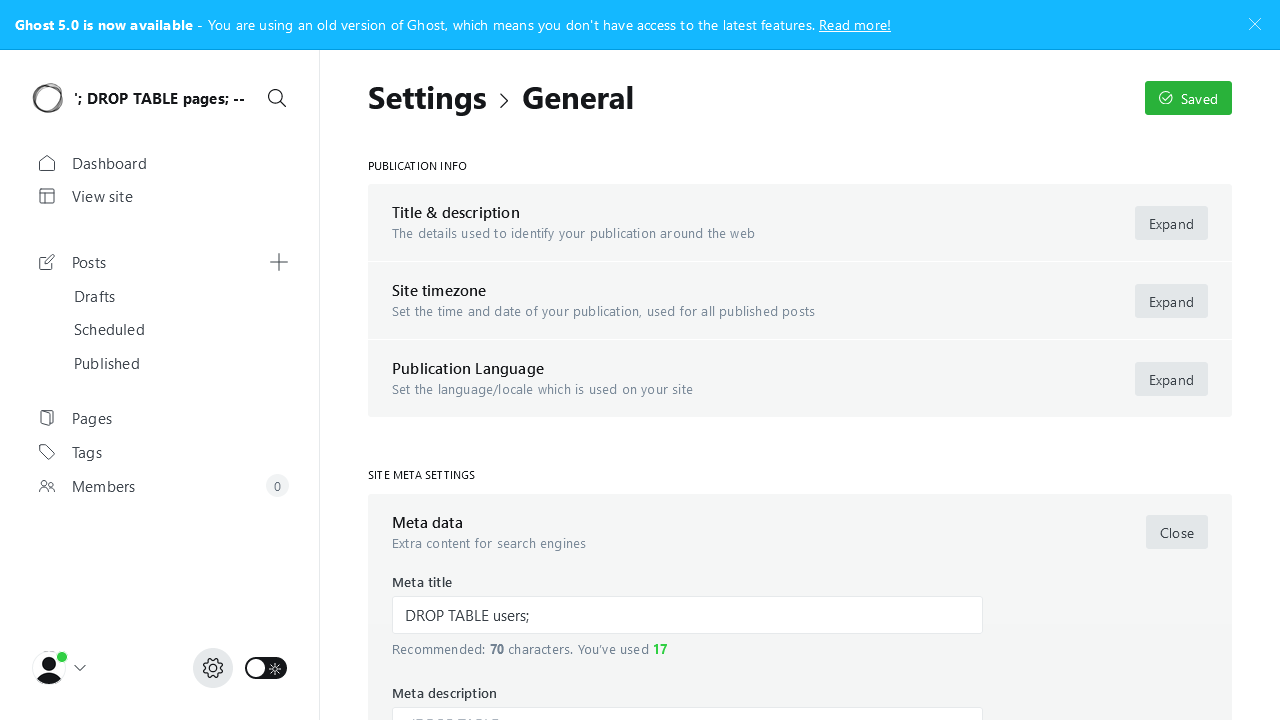 Ghost 5.0 is now available - You are using an old version of Ghost, which means you don't have access to the latest features. Read more!
'; DROP TABLE pages; --
Settings > General
Saved
Dashboard
View site
Posts
Drafts
Scheduled
Published
Pages
Tags
Members
0
PUBLICATION INFO
Title & description
The details used to identify your publication around the web
Expand
Site timezone
Set the time and date of your publication, used for all published posts
Expand
Publication Language
Set the language/locale which is used on your site
Expand
SITE META SETTINGS
Meta data
Extra content for search engines
Close
Meta title
DROP TABLE users;
Recommended: 70 characters. You've used 17
Meta description